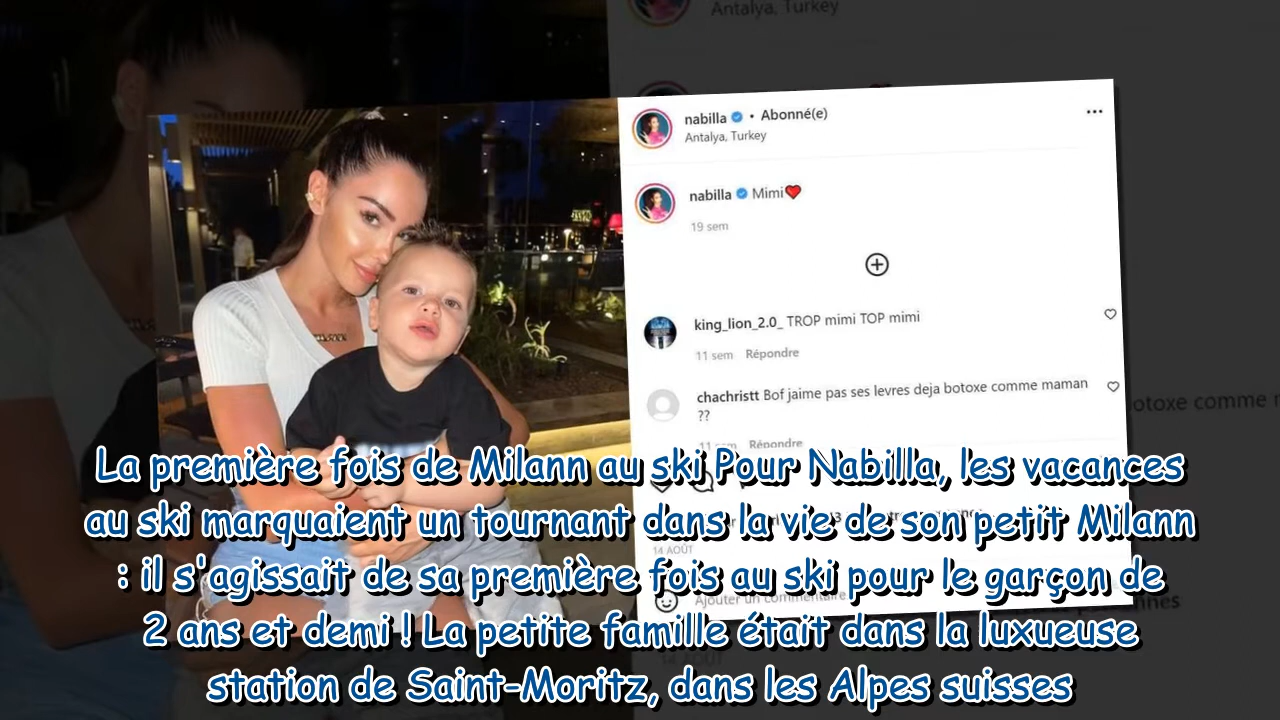 Antalya, Turkey
nabilla • Abonné(e)
Antalya, Turkey
nabilla Mimi❤️
19 sem
king_lion_2.0_ TROP mimi TOP mimi
11 sem Répondre
chachristt Bof jaime pas ses levres deja botoxe comme maman
??
11 sem Répondre
otoxe comme
14 AOÛT
Ajouter un commentaire
La première fois de Milann au ski Pour Nabilla, les vacances
au ski marquaient un tournant dans la vie de son petit Milann
: il s'agissait de sa première fois au ski pour le garçon de
2 ans et demi ! La petite famille était dans la luxueuse
station de Saint-Moritz, dans les Alpes suisses